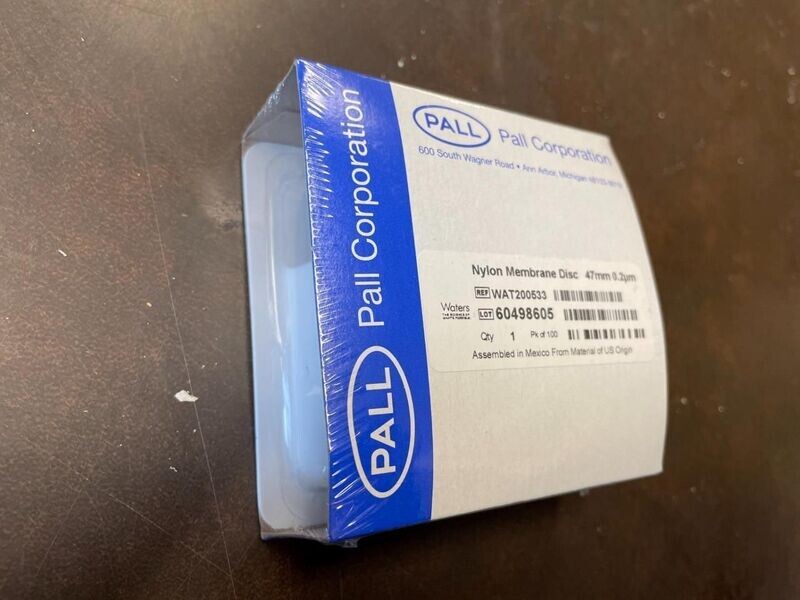 PALL Pall Corporation
PALL Pall Corporation
600 South Wagner Road • Ann Arbor, Michigan
Nylon Membrane Disc 47mm 0.2µm
REF WAT200533
Waters
LOT 60498605
Qty 1 Pk of 100
Assembled in Mexico From Material of US Origin